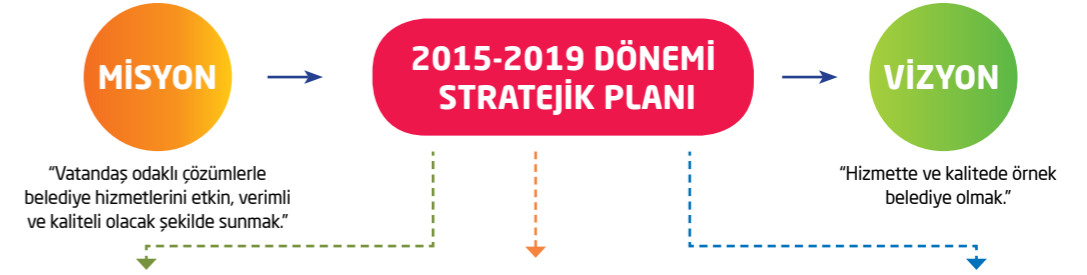 MİSYON
2015-2019 DÖNEMİ
STRATEJİK PLANI
VİZYON
“Vatandaş odaklı çözümlerle
belediye hizmetlerini etkin, verimli
ve kaliteli olacak şekilde sunmak.”
“Hizmette ve kalitede örnek
belediye olmak.”